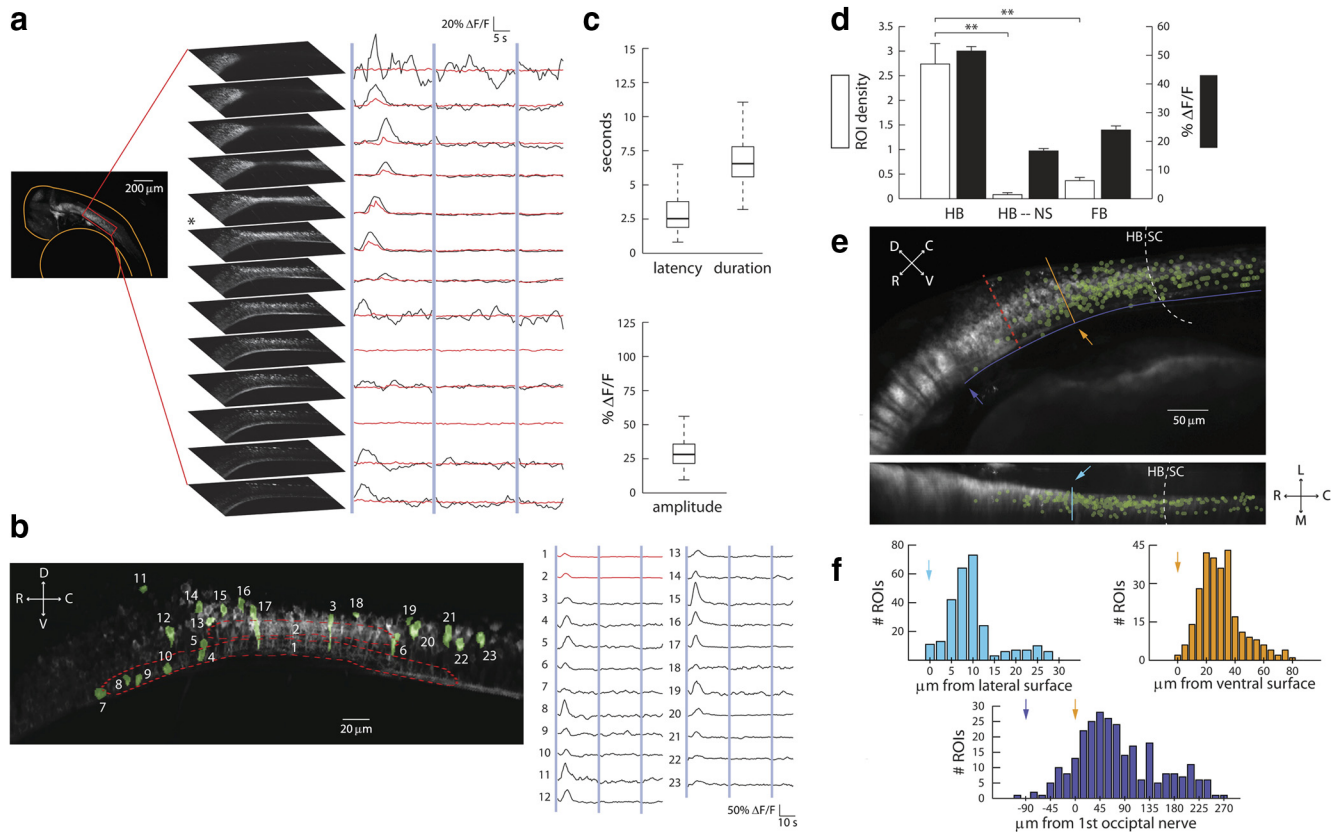 a
20% ΔF/F
5 s
200 μm
*
b
D
R
C
V
11
14
15
16
17
12
13
5
3
18
19
21
2
1
6
20
22
23
10
4
9
8
7
20 μm
1
2
3
4
5
6
7
8
9
10
11
12
13
14
15
16
17
18
19
20
21
22
23
50% ΔF/F
10 s
c
15
12.5
10
7.5
5
2.5
0
seconds
latency duration
125
100
75
50
25
0
% ΔF/F
amplitude
d
**
**
3.5
3
2.5
2
1.5
1
.5
0
ROI density
60
50
40
30
20
10
0
% ΔF/F
HB HB -- NS FB
e
D C
R V
HB SC
50 μm
HB SC
L
R C
M
f
80
60
40
20
# ROIs
0 10 20 30
μm from lateral surface
45
30
15
# ROIs
0 20 40 60 80
μm from ventral surface
30
25
20
15
10
5
0
# ROIs
-90 -45 0 45 90 135 180 225 270
μm from 1st occiptal nerve